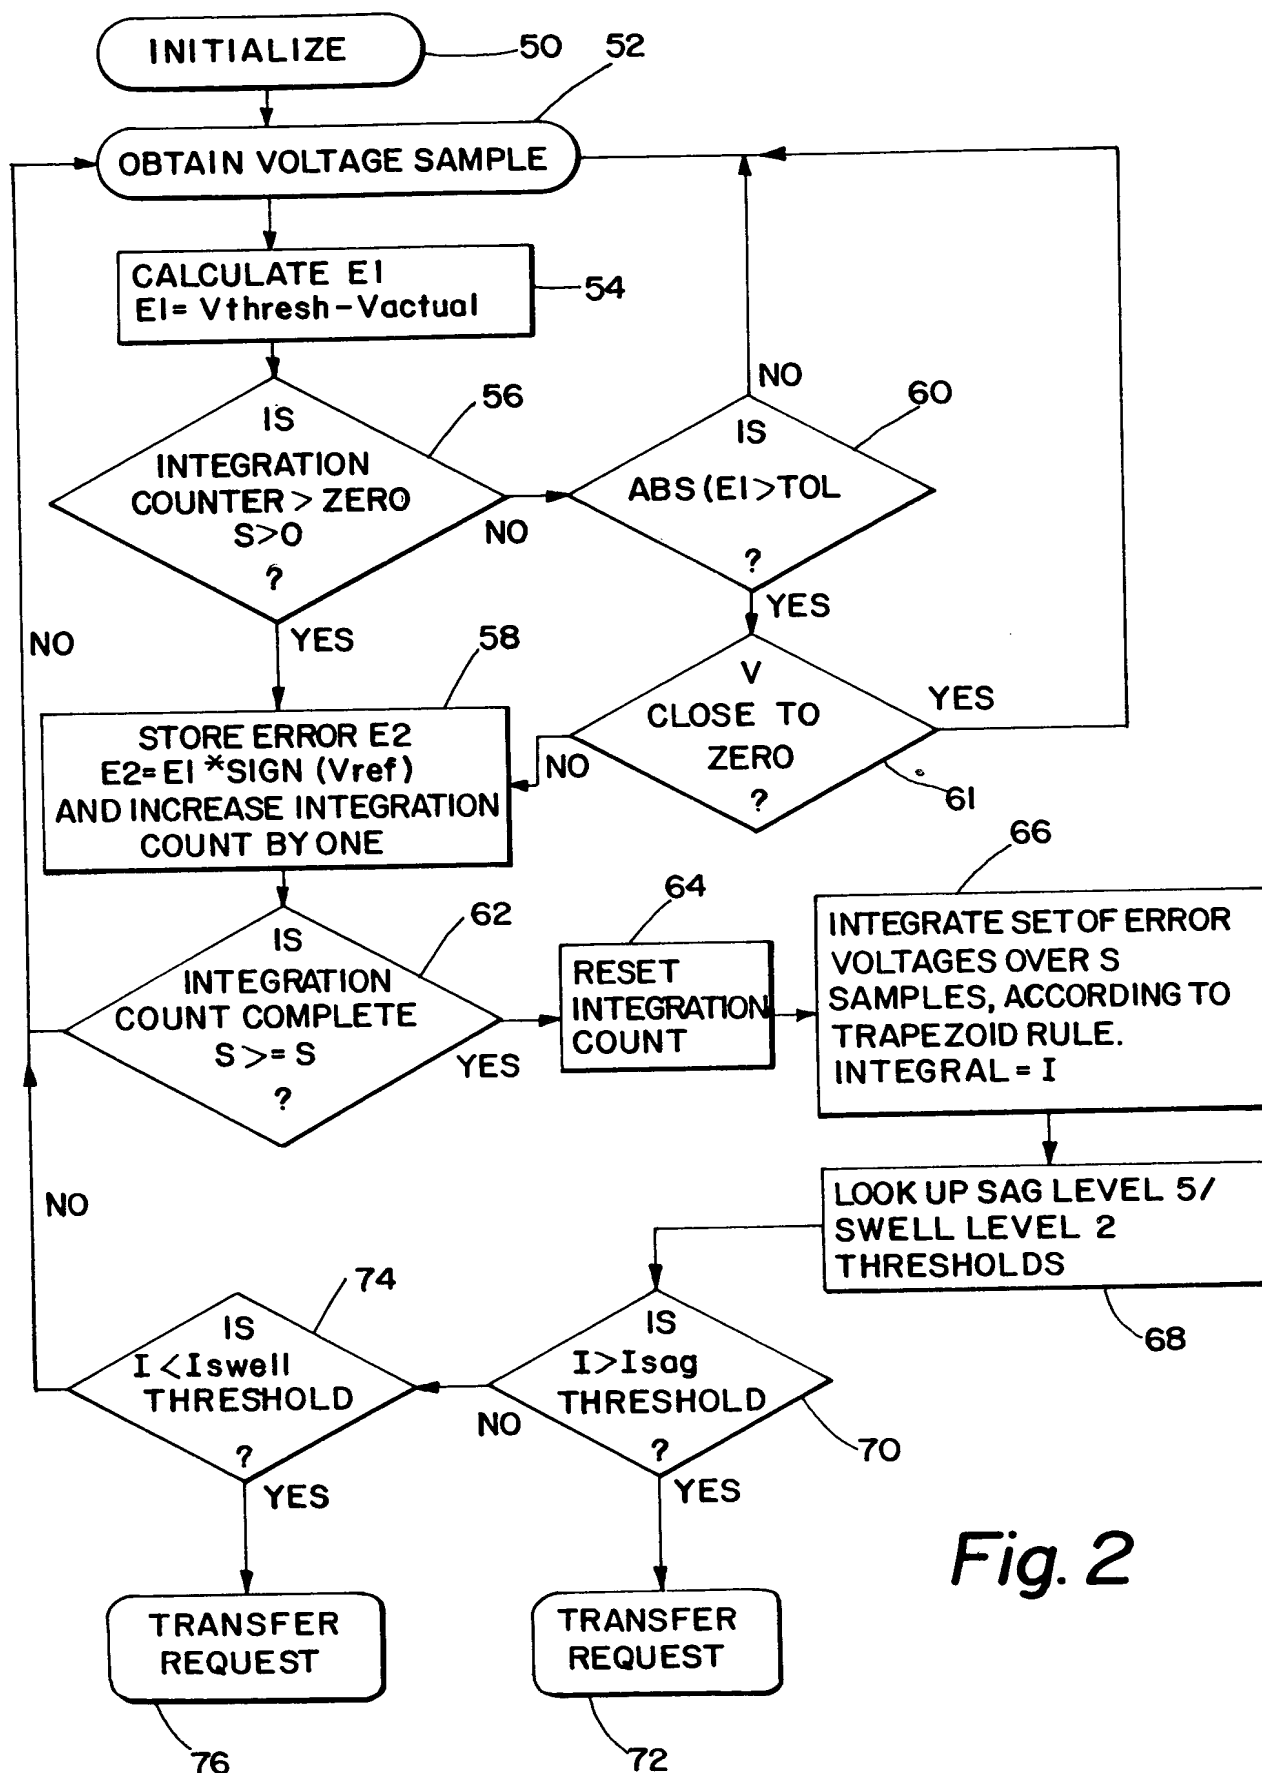 INITIALIZE
50
52
OBTAIN VOLTAGE SAMPLE
CALCULATE E1
E1= Vthresh-Vactual
54
NO
IS
INTEGRATION
COUNTER > ZERO
S>0
?
56
NO
YES
IS
ABS (E1>TOL
?
60
YES
NO
V
CLOSE TO
ZERO
?
YES
NO
61
58
STORE ERROR E2
E2= E1 *SIGN (Vref)
AND INCREASE INTEGRATION
COUNT BY ONE
IS
INTEGRATION
COUNT COMPLETE
S >= S
?
62
YES
64
RESET
INTEGRATION
COUNT
66
INTEGRATE SET OF ERROR
VOLTAGES OVER S
SAMPLES, ACCORDING TO
TRAPEZOID RULE.
INTEGRAL = I
LOOK UP SAG LEVEL 5/
SWELL LEVEL 2
THRESHOLDS
68
NO
74
IS
I < Iswell
THRESHOLD
?
YES
IS
I > Isag
THRESHOLD
?
NO
70
YES
TRANSFER
REQUEST
76
TRANSFER
REQUEST
72
Fig. 2